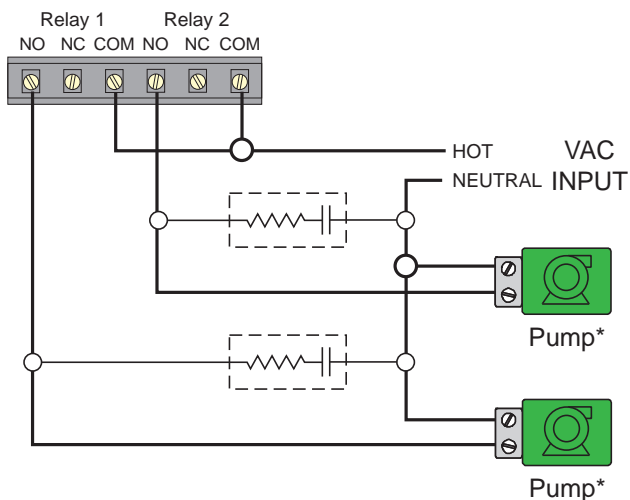 Relay 1 Relay 2
NO NC COM NO NC COM
HOT
NEUTRAL
VAC
INPUT
Pump*
Pump*